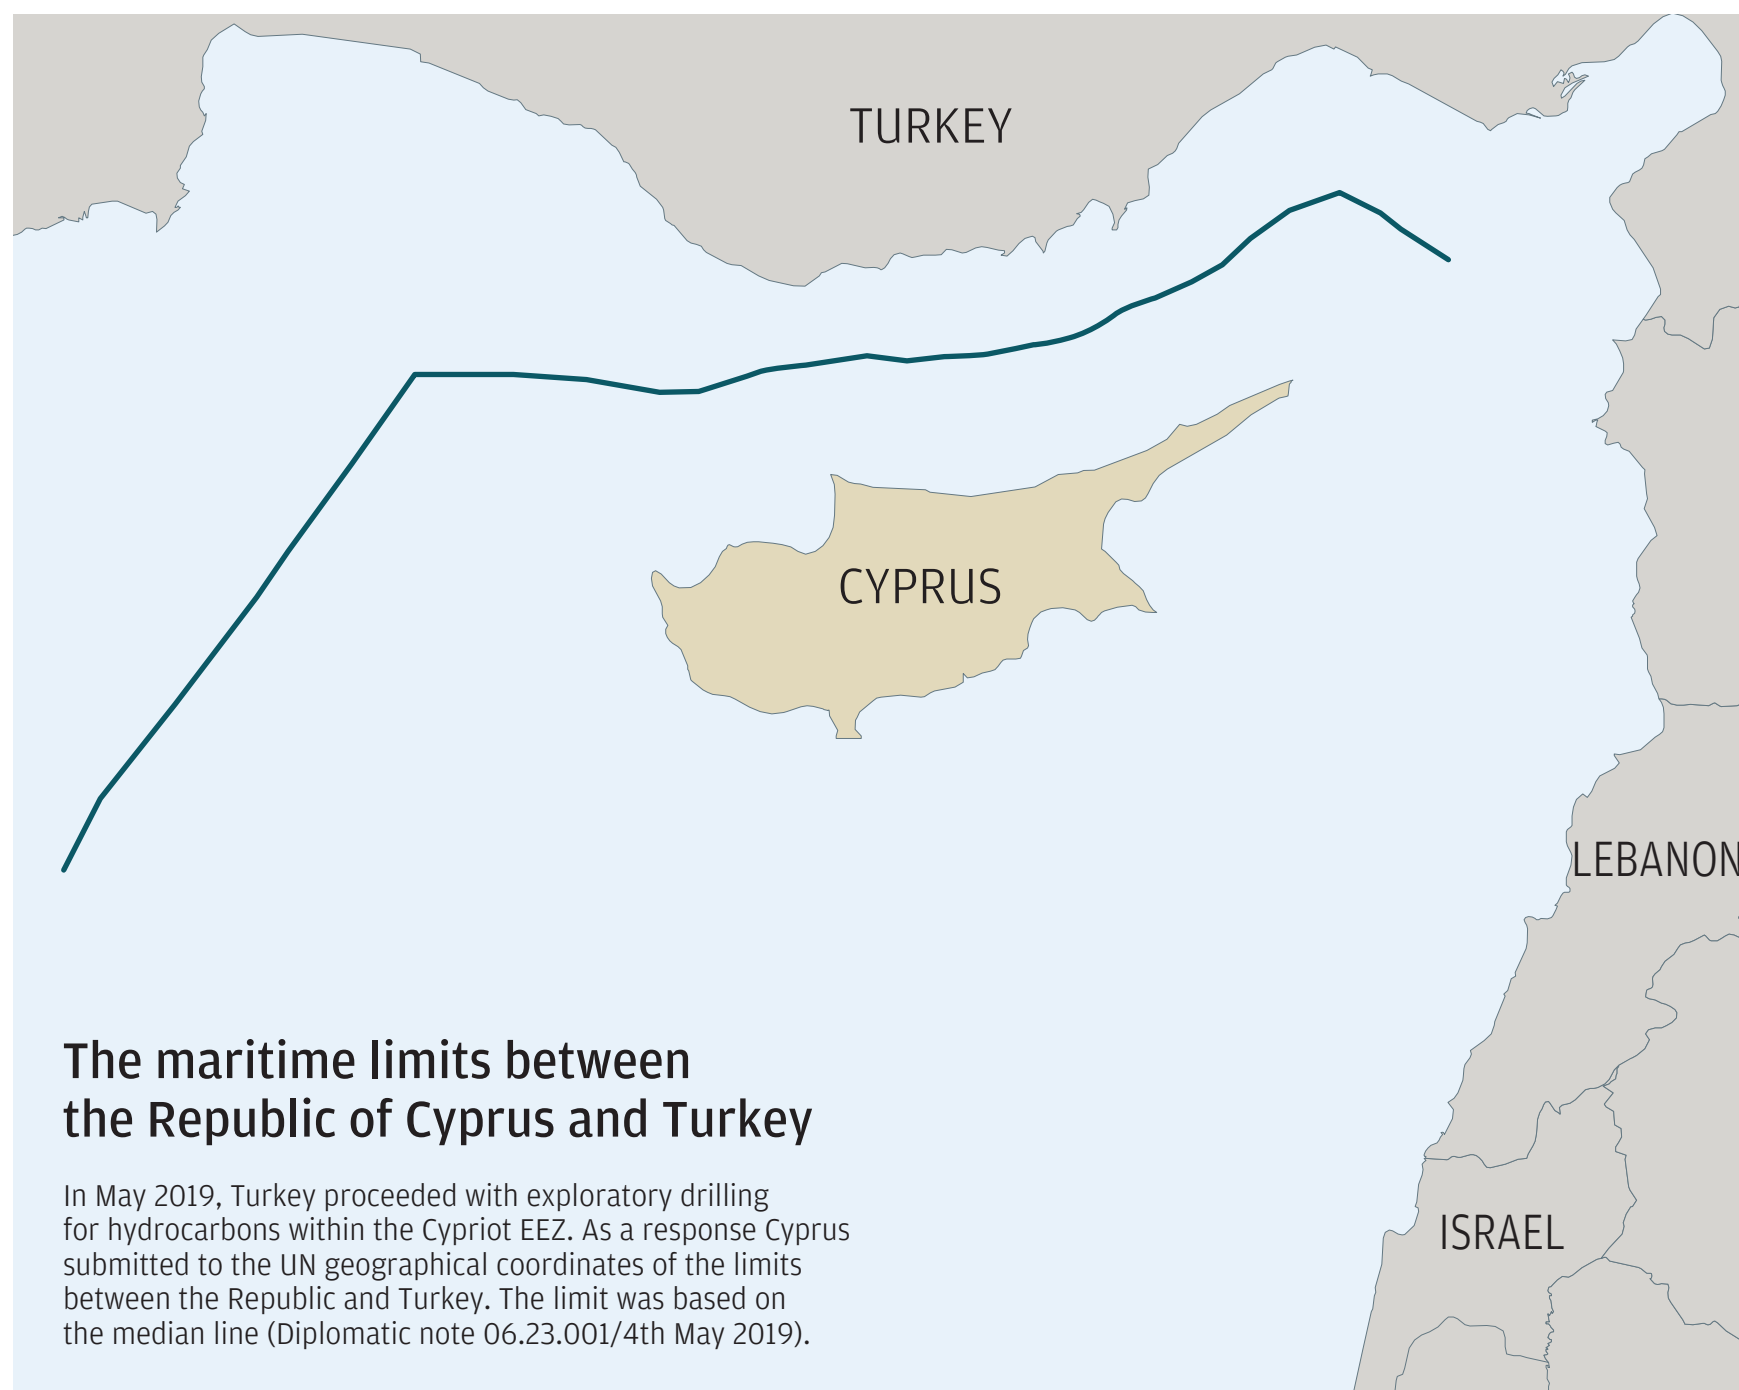 TURKEY
CYPRUS
LEBANON
ISRAEL
The maritime limits between
the Republic of Cyprus and Turkey
In May 2019, Turkey proceeded with exploratory drilling
for hydrocarbons within the Cypriot EEZ. As a response Cyprus
submitted to the UN geographical coordinates of the limits
between the Republic and Turkey. The limit was based on
the median line (Diplomatic note 06.23.001/4th May 2019).